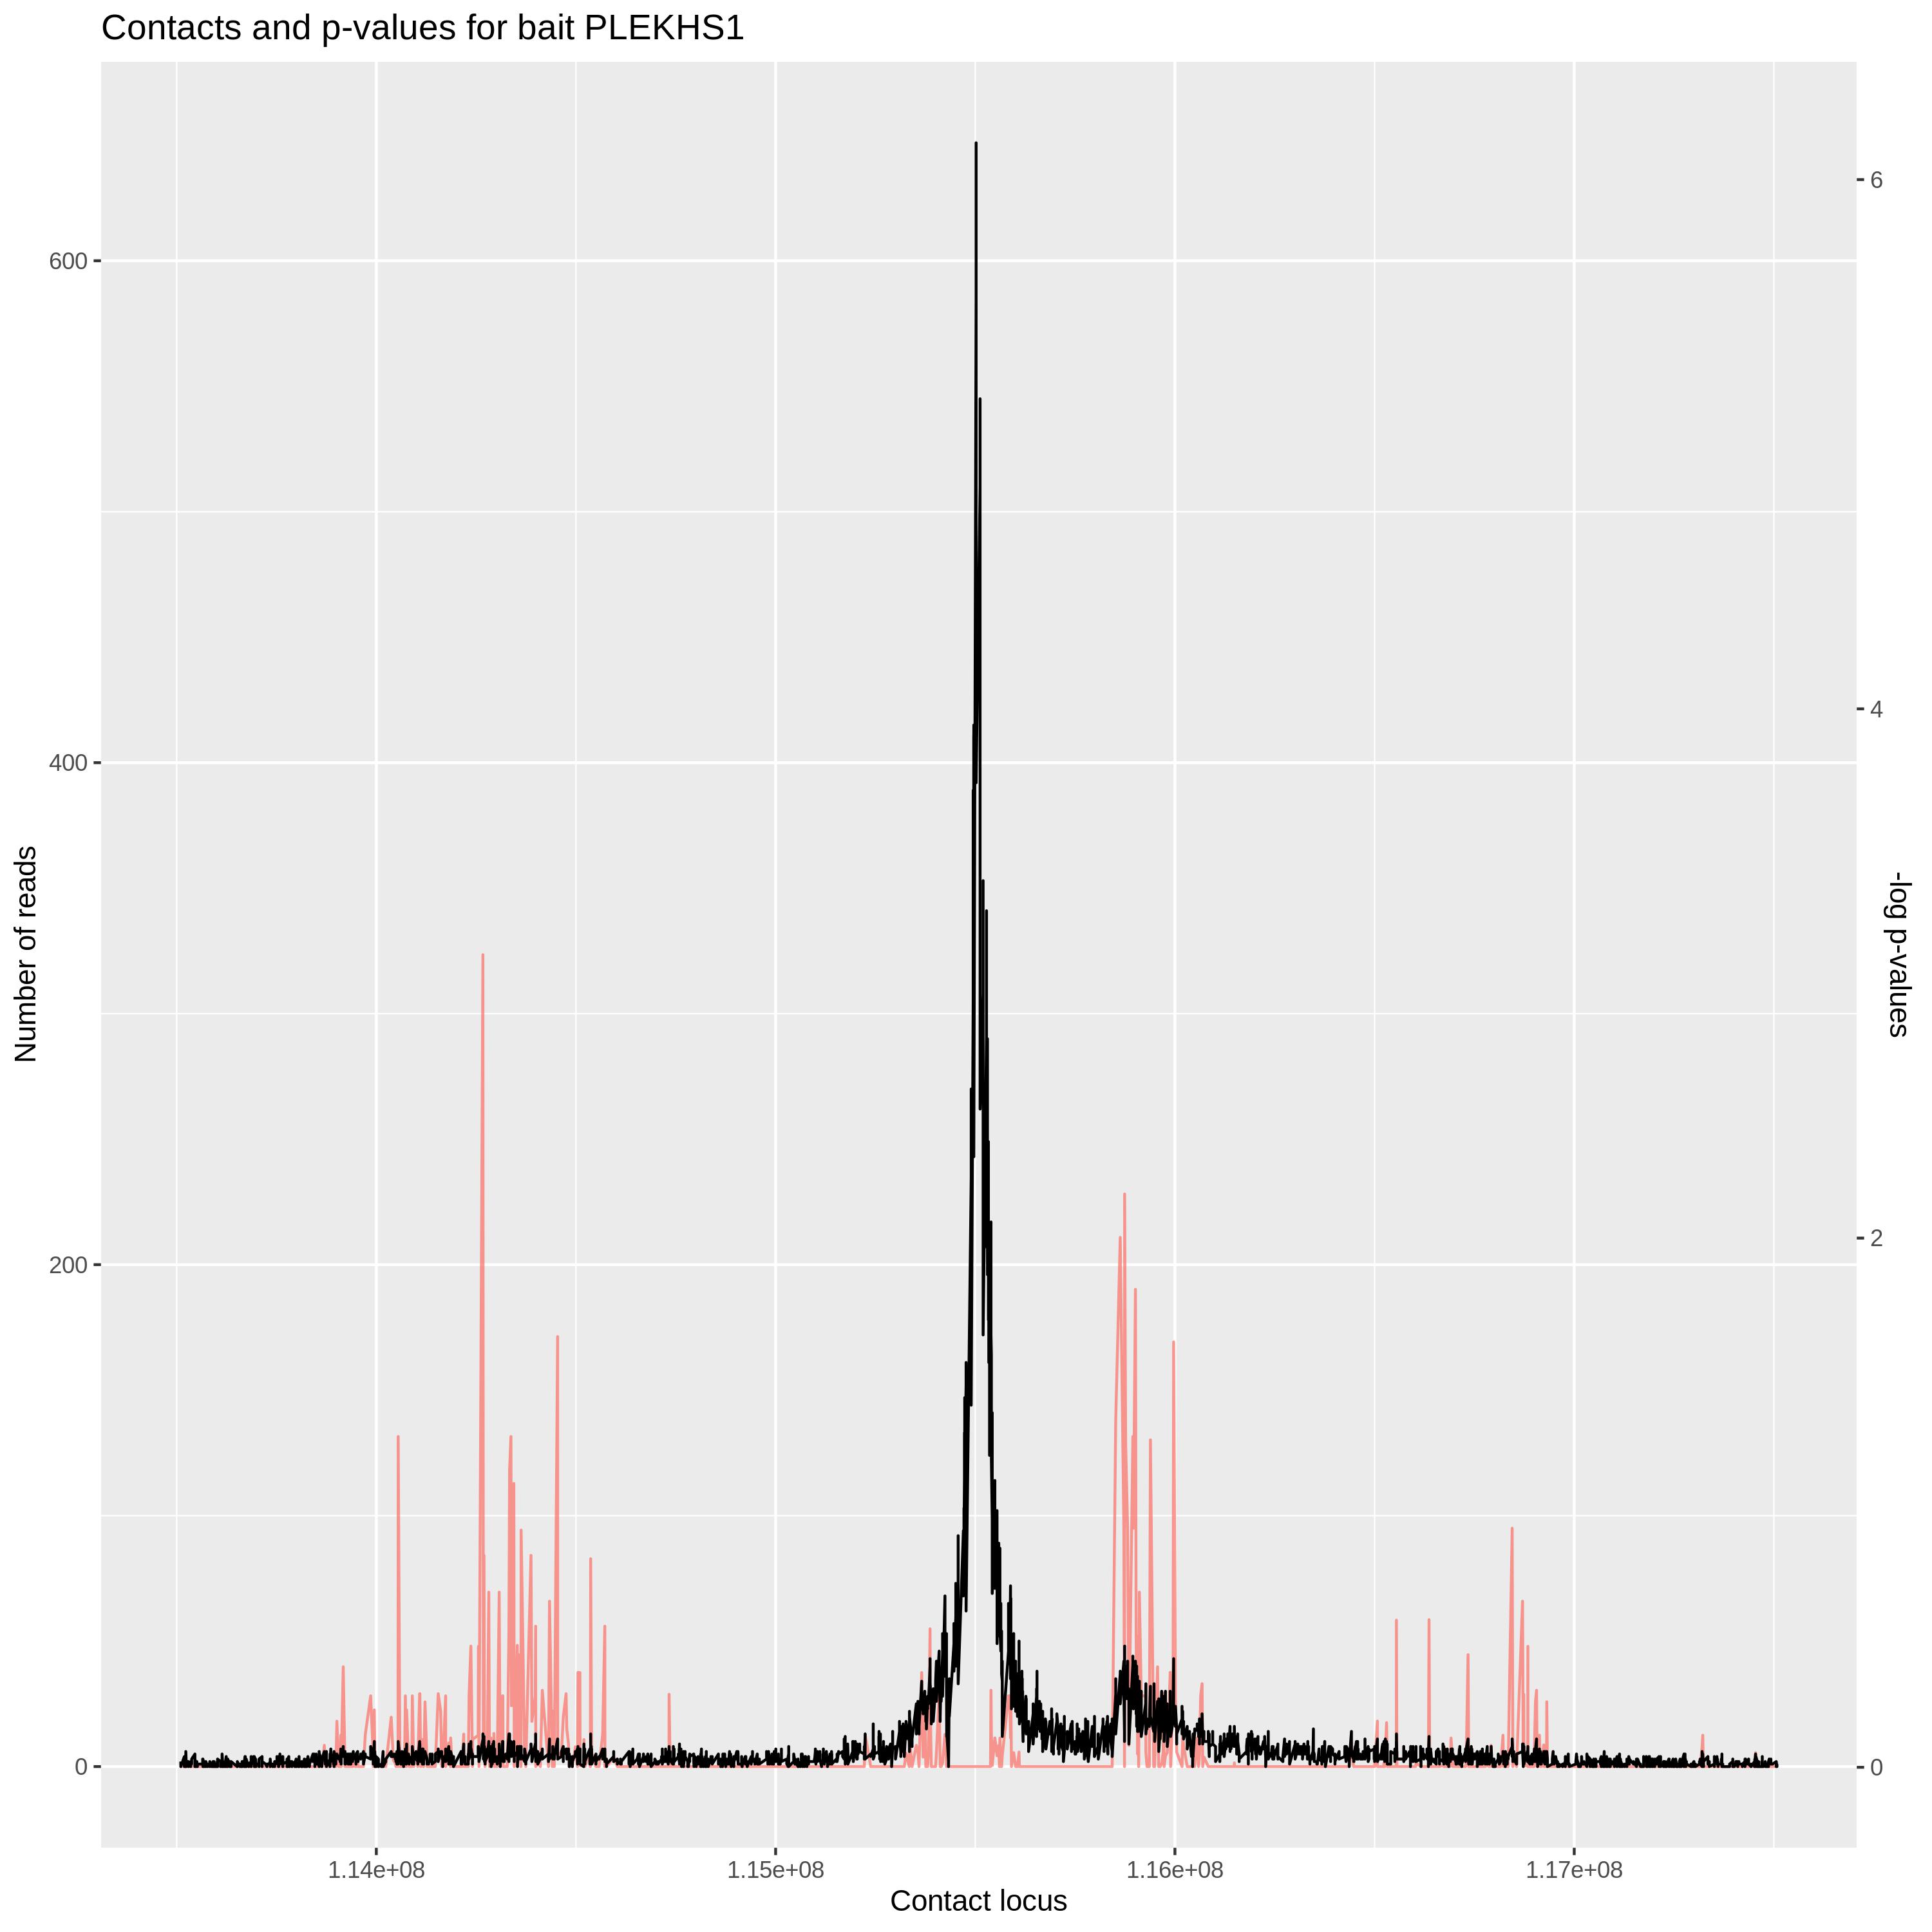 Contacts and p-values for bait PLEKHS1
Number of reads
600
400
200
0
6
4
2
0
-log p-values
1.14e+08
1.15e+08
1.16e+08
1.17e+08
Contact locus